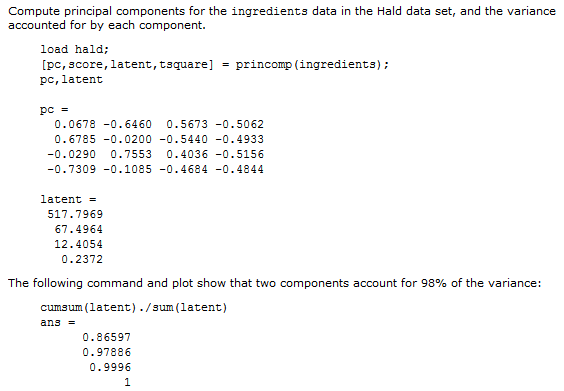 Compute principal components for the ingredients data in the Hald data set, and the variance
accounted for by each component.
load hald;
[pc,score,latent,tsquare] = princomp(ingredients);
pc,latent
pc =
0.0678 -0.6460 0.5673 -0.5062
0.6785 -0.0200 -0.5440 -0.4933
-0.0290 0.7553 0.4036 -0.5156
-0.7309 -0.1085 -0.4684 -0.4844
latent =
517.7969
67.4964
12.4054
0.2372
The following command and plot show that two components account for 98% of the variance:
cumsum(latent)./sum(latent)
ans =
0.86597
0.97886
0.9996
1